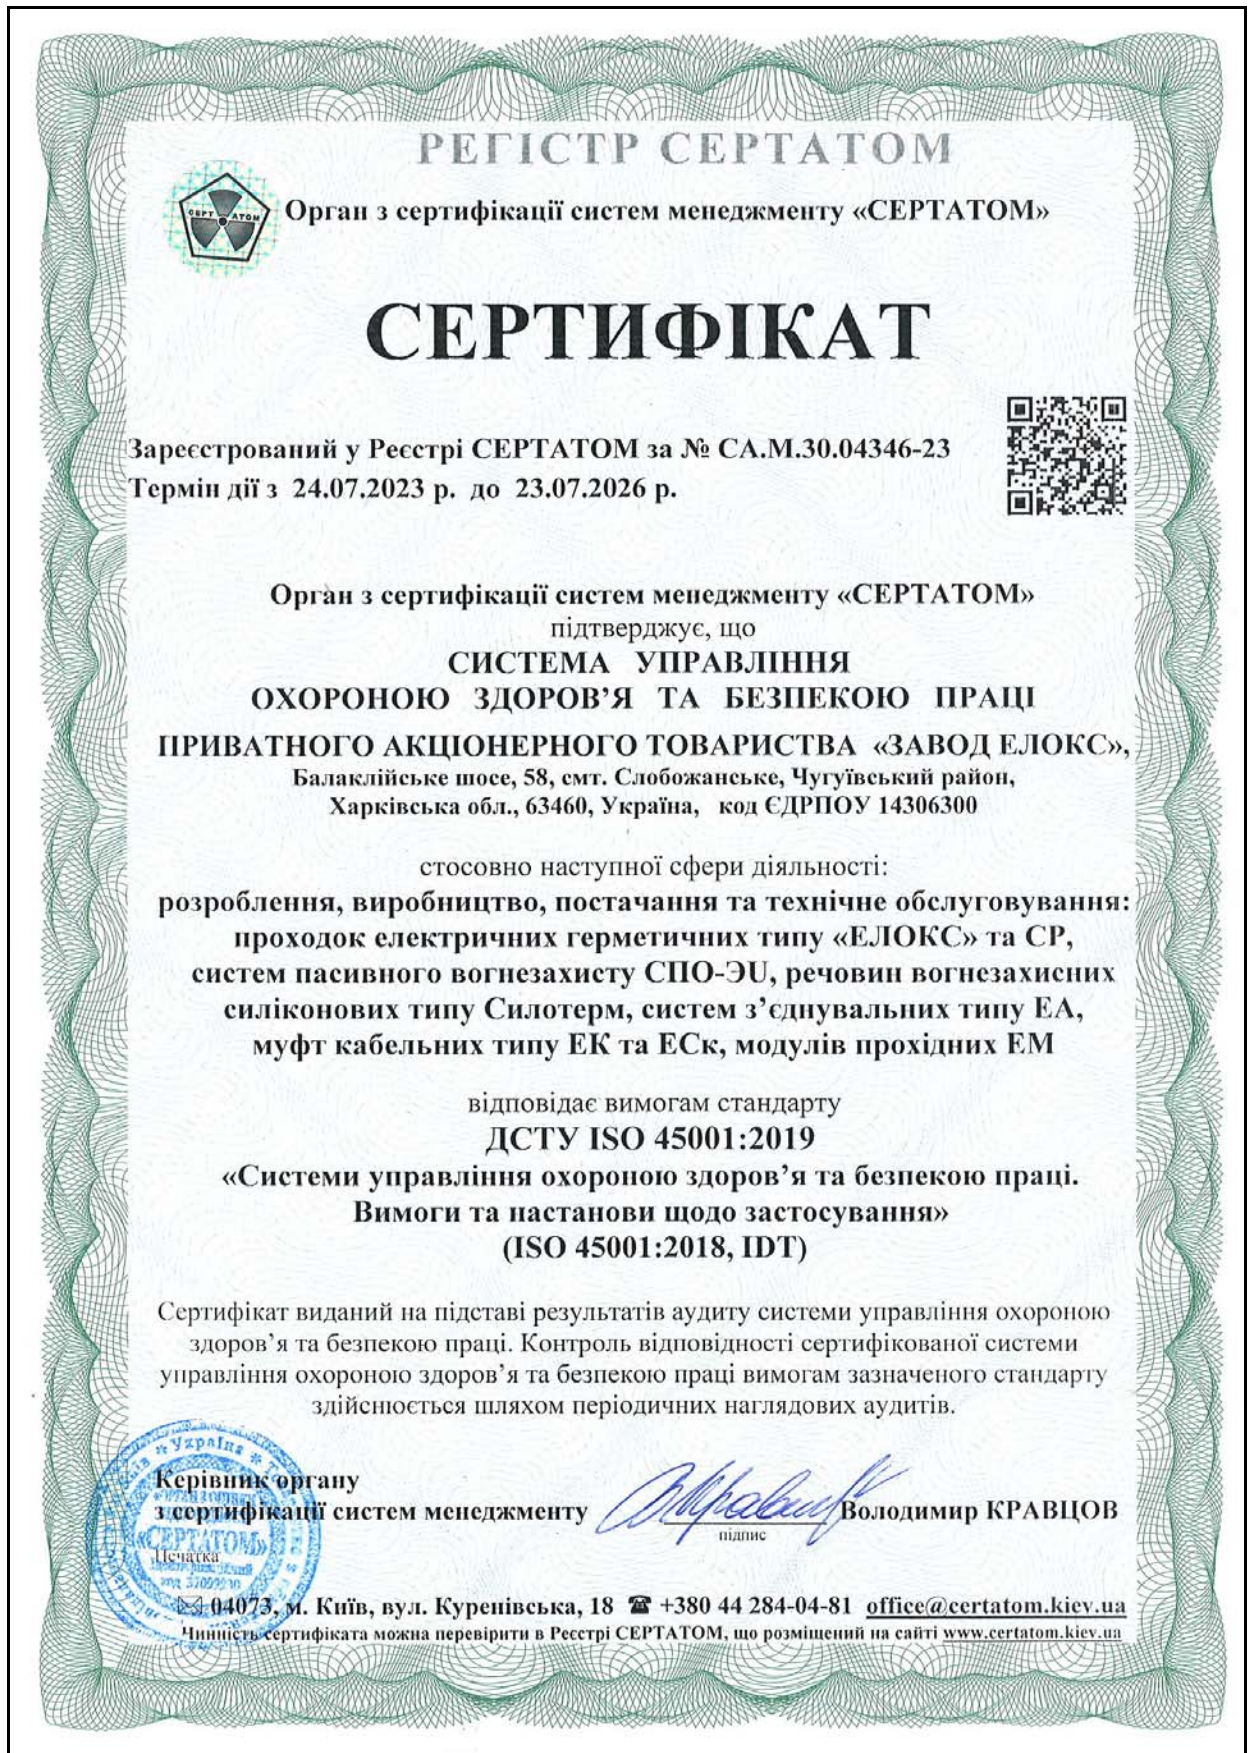 РЕГІСТР СЕРТАТОМ
СЕРТ АТОМ
Орган з сертифікації систем менеджменту «СЕРТАТОМ»
СЕРТИФІКАТ
Зареєстрований у Реєстрі СЕРТАТОМ за № СА.М.30.04346-23
Термін дії з 24.07.2023 р. до 23.07.2026 р.
Орган з сертифікації систем менеджменту «СЕРТАТОМ»
підтверджує, що
СИСТЕМА УПРАВЛІННЯ
ОХОРОНОЮ ЗДОРОВ’Я ТА БЕЗПЕКОЮ ПРАЦІ
ПРИВАТНОГО АКЦІОНЕРНОГО ТОВАРИСТВА «ЗАВОД ЕЛОКС»,
Балаклійське шосе, 58, смт. Слобожанське, Чугуївський район,
Харківська обл., 63460, Україна, код ЄДРПОУ 14306300
стосовно наступної сфери діяльності:
розроблення, виробництво, постачання та технічне обслуговування:
проходок електричних герметичних типу «ЕЛОКС» та СР,
систем пасивного вогнезахисту СПО-ЭU, речовин вогнезахисних
силіконових типу Силотерм, систем з’єднувальних типу ЕА,
муфт кабельних типу ЕК та ЕСк, модулів прохідних ЕМ
відповідає вимогам стандарту
ДСТУ ISO 45001:2019
«Системи управління охороною здоров’я та безпекою праці.
Вимоги та настанови щодо застосування»
(ISO 45001:2018, IDT)
Сертифікат виданий на підставі результатів аудиту системи управління охороною
здоров’я та безпекою праці. Контроль відповідності сертифікованої системи
управління охороною здоров’я та безпекою праці вимогам зазначеного стандарту
здійснюється шляхом періодичних наглядових аудитів.
Україна
Керівник органу
з сертифікації систем менеджменту
Володимир КРАВЦОВ
підпис
«СЕРТАТОМ»
Печатка
04073, м. Київ, вул. Куренівська, 18 ☎ +380 44 284-04-81 office@certatom.kiev.ua
Чинність сертифіката можна перевірити в Реєстрі СЕРТАТОМ, що розміщений на сайті www.certatom.kiev.ua